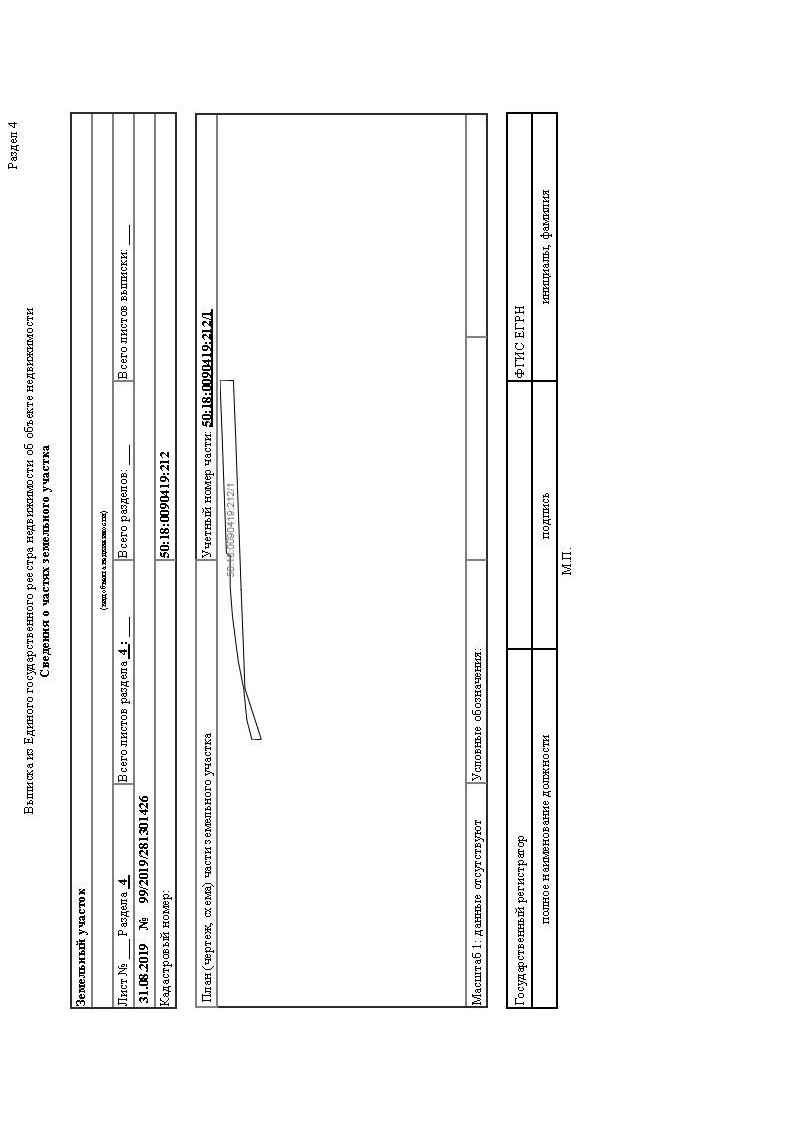 Раздел 4
Выписка из Единого государственного реестра недвижимости об объекте недвижимости
Сведения о частях земельного участка
Земельный участок
(вид объекта недвижимости)
Лист № ___ Раздела 4 Всего листов раздела 4 : ___ Всего разделов: ___ Всего листов выписки: ___
31.08.2019 № 99/2019/281301426
Кадастровый номер: 50:18:0090419:212
План (чертеж, схема) части земельного участка Учетный номер части: 50:18:0090419:212/1
50:18:0090419:212/1
Масштаб 1: данные отсутствуют Условные обозначения:
Государственный регистратор ФГИС ЕГРН
полное наименование должности подпись инициалы, фамилия
М.П.